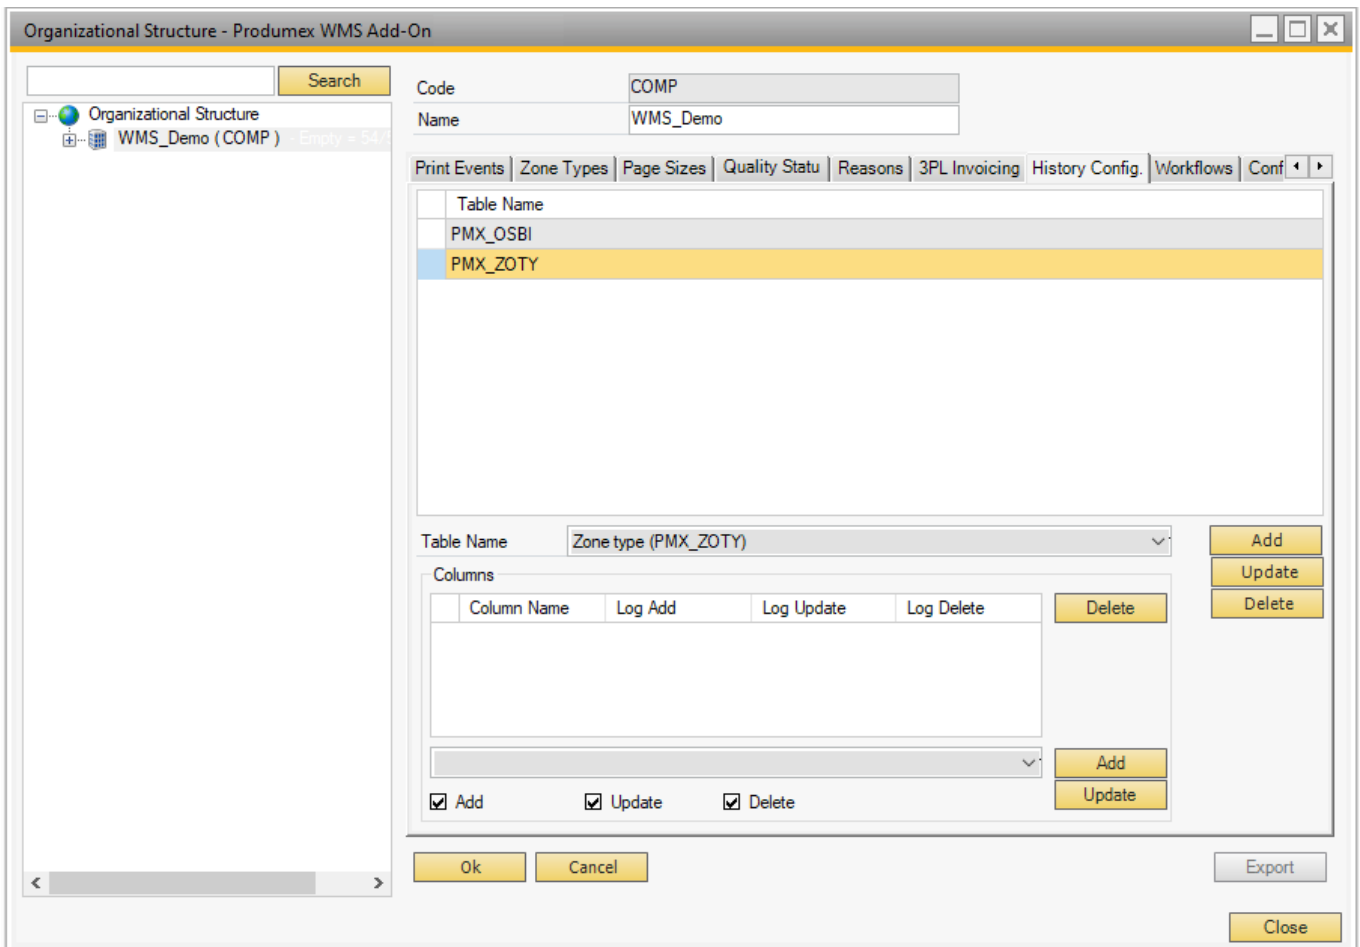 Organizational Structure - Produmex WMS Add-On
Search
Organizational Structure
WMS_Demo ( COMP ) - Empty = 54/
Code COMP
Name WMS_Demo
Print Events Zone Types Page Sizes Quality Statu Reasons 3PL Invoicing History Config. Workflows Conf
Table Name
PMX_OSBI
PMX_ZOTY
Table Name Zone type (PMX_ZOTY) Add
Update
Delete
Columns
Column Name Log Add Log Update Log Delete Delete
Add
Update
Add Update Delete
Ok Cancel Export
Close